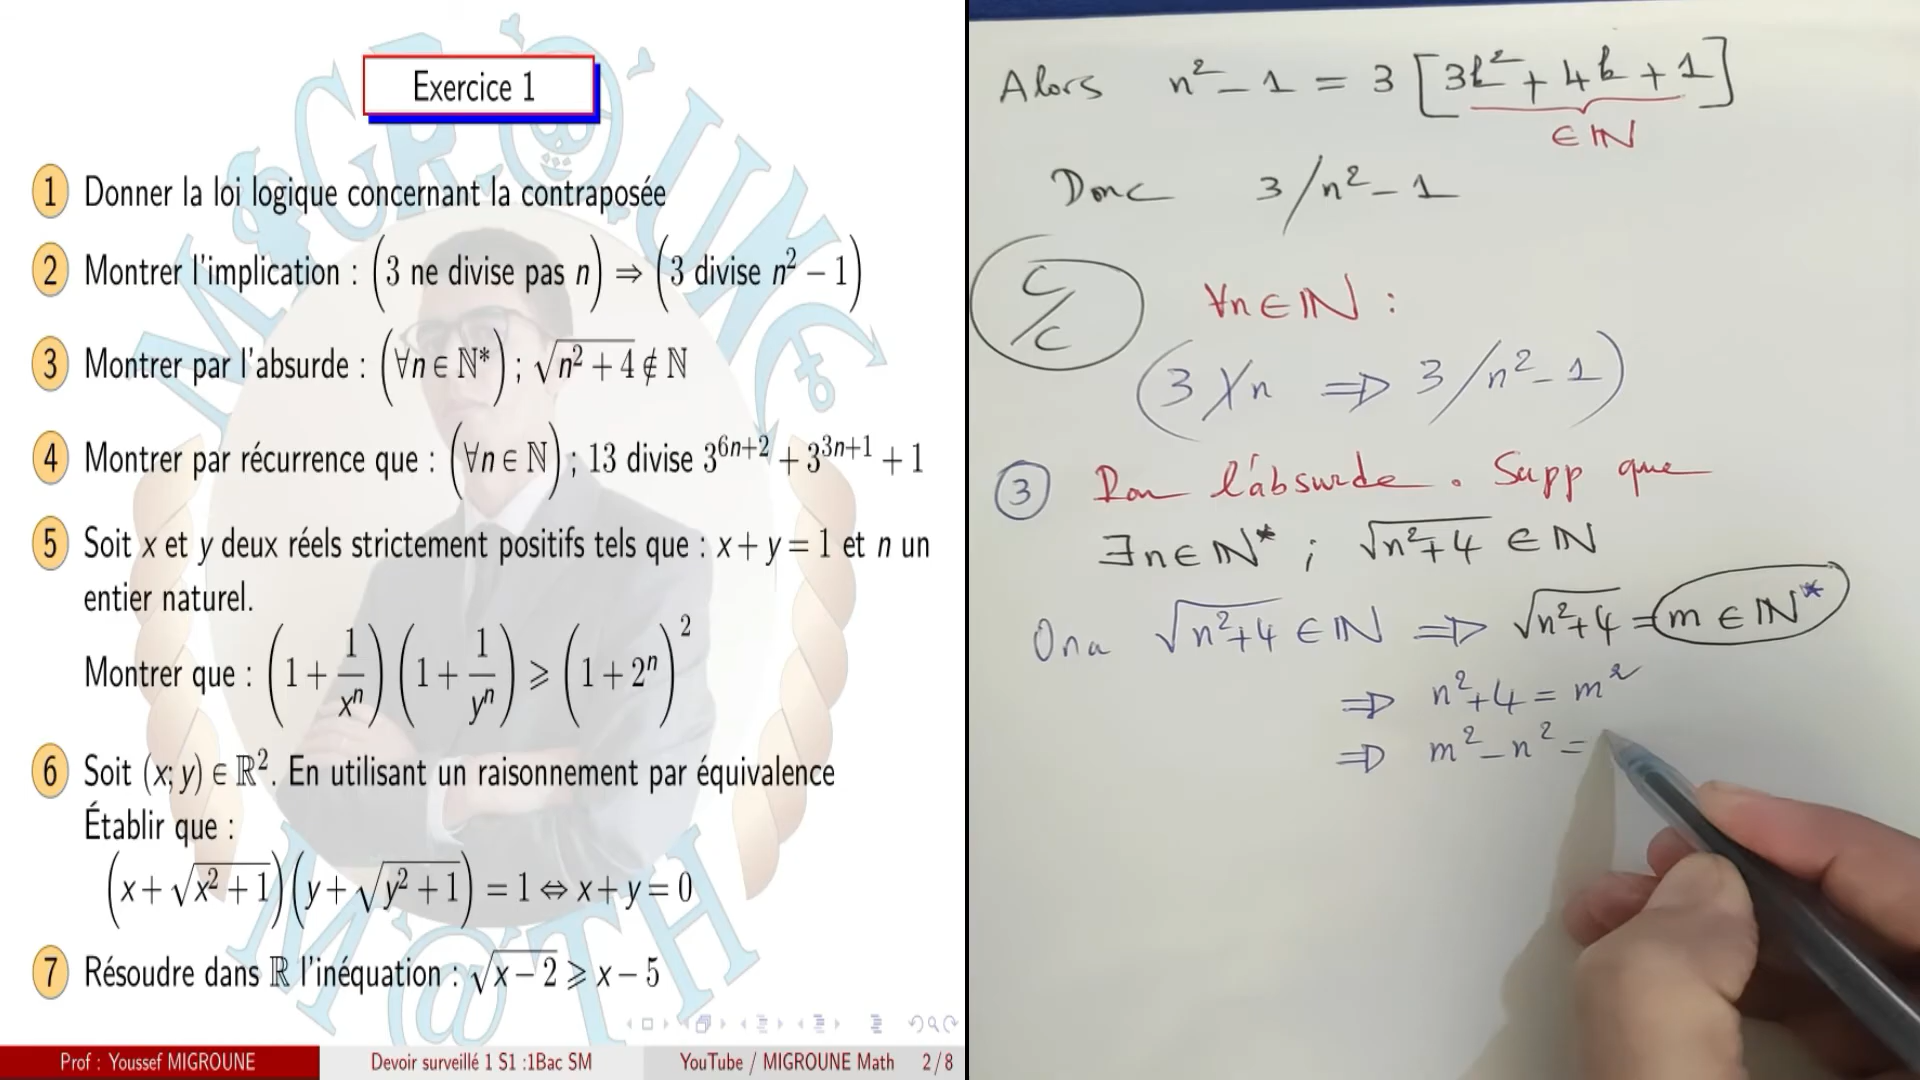 Exercice 1
1 Donner la loi logique concernant la contraposée
2 Montrer l'implication : (3 ne divise pas n) ⇒ (3 divise n² − 1)
3 Montrer par l'absurde : (∀n ∈ ℕ*) ; √(n² + 4) ∉ ℕ
4 Montrer par récurrence que : (∀n ∈ ℕ) ; 13 divise 3^(6n+2) + 3^(3n+1) + 1
5 Soit x et y deux réels strictement positifs tels que : x + y = 1 et n un
entier naturel.
Montrer que : (1 + 1/xⁿ)(1 + 1/yⁿ) ⩾ (1 + 2ⁿ)²
6 Soit (x; y) ∈ ℝ². En utilisant un raisonnement par équivalence
Établir que :
(x + √(x² + 1))(y + √(y² + 1)) = 1 ⇔ x + y = 0
7 Résoudre dans ℝ l'inéquation : √(x − 2) ⩾ x − 5
Prof : Youssef MIGROUNE
Devoir surveillé 1 S1 :1Bac SM
YouTube / MIGROUNE Math
2/8
MIGROUNE
M@TH
Alors n² − 1 = 3 [3k² + 4k + 1]
∈ ℕ
Donc 3 / n² − 1
C/C ∀n ∈ ℕ :
(3 ∤ n ⇒ 3 / n² − 1)
3 Par l'absurde . Supp que
∃n ∈ ℕ* ; √(n²+4) ∈ ℕ
On a √(n²+4) ∈ ℕ ⇒ √(n²+4) = m ∈ ℕ*
⇒ n²+4 = m²
⇒ m² − n² =